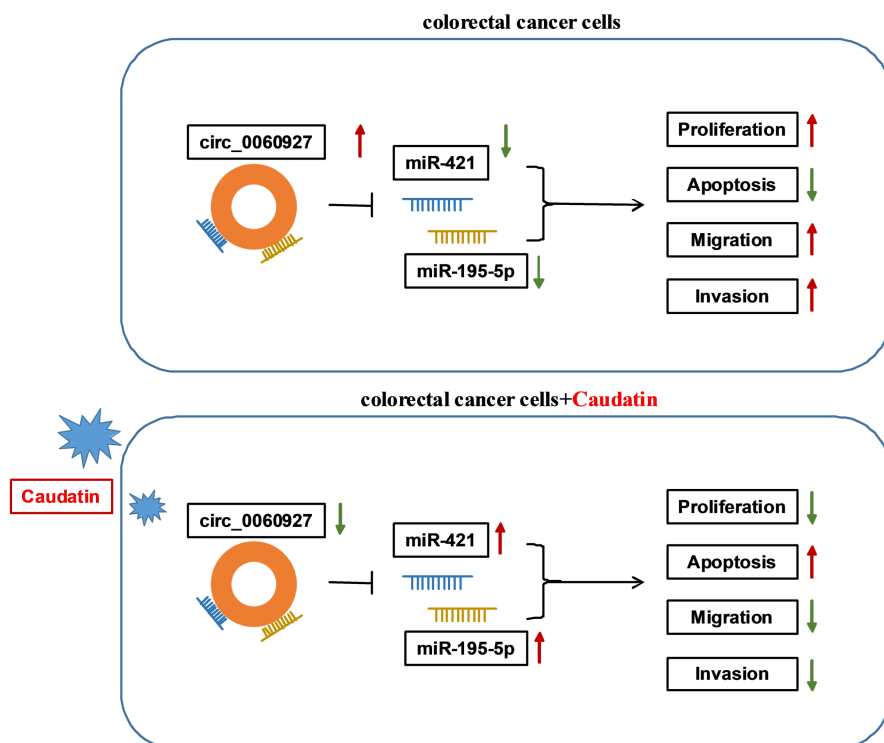 colorectal cancer cells
circ_0060927
miR-421
miR-195-5p
Proliferation
Apoptosis
Migration
Invasion
colorectal cancer cells+Caudatin
Caudatin
circ_0060927
miR-421
miR-195-5p
Proliferation
Apoptosis
Migration
Invasion